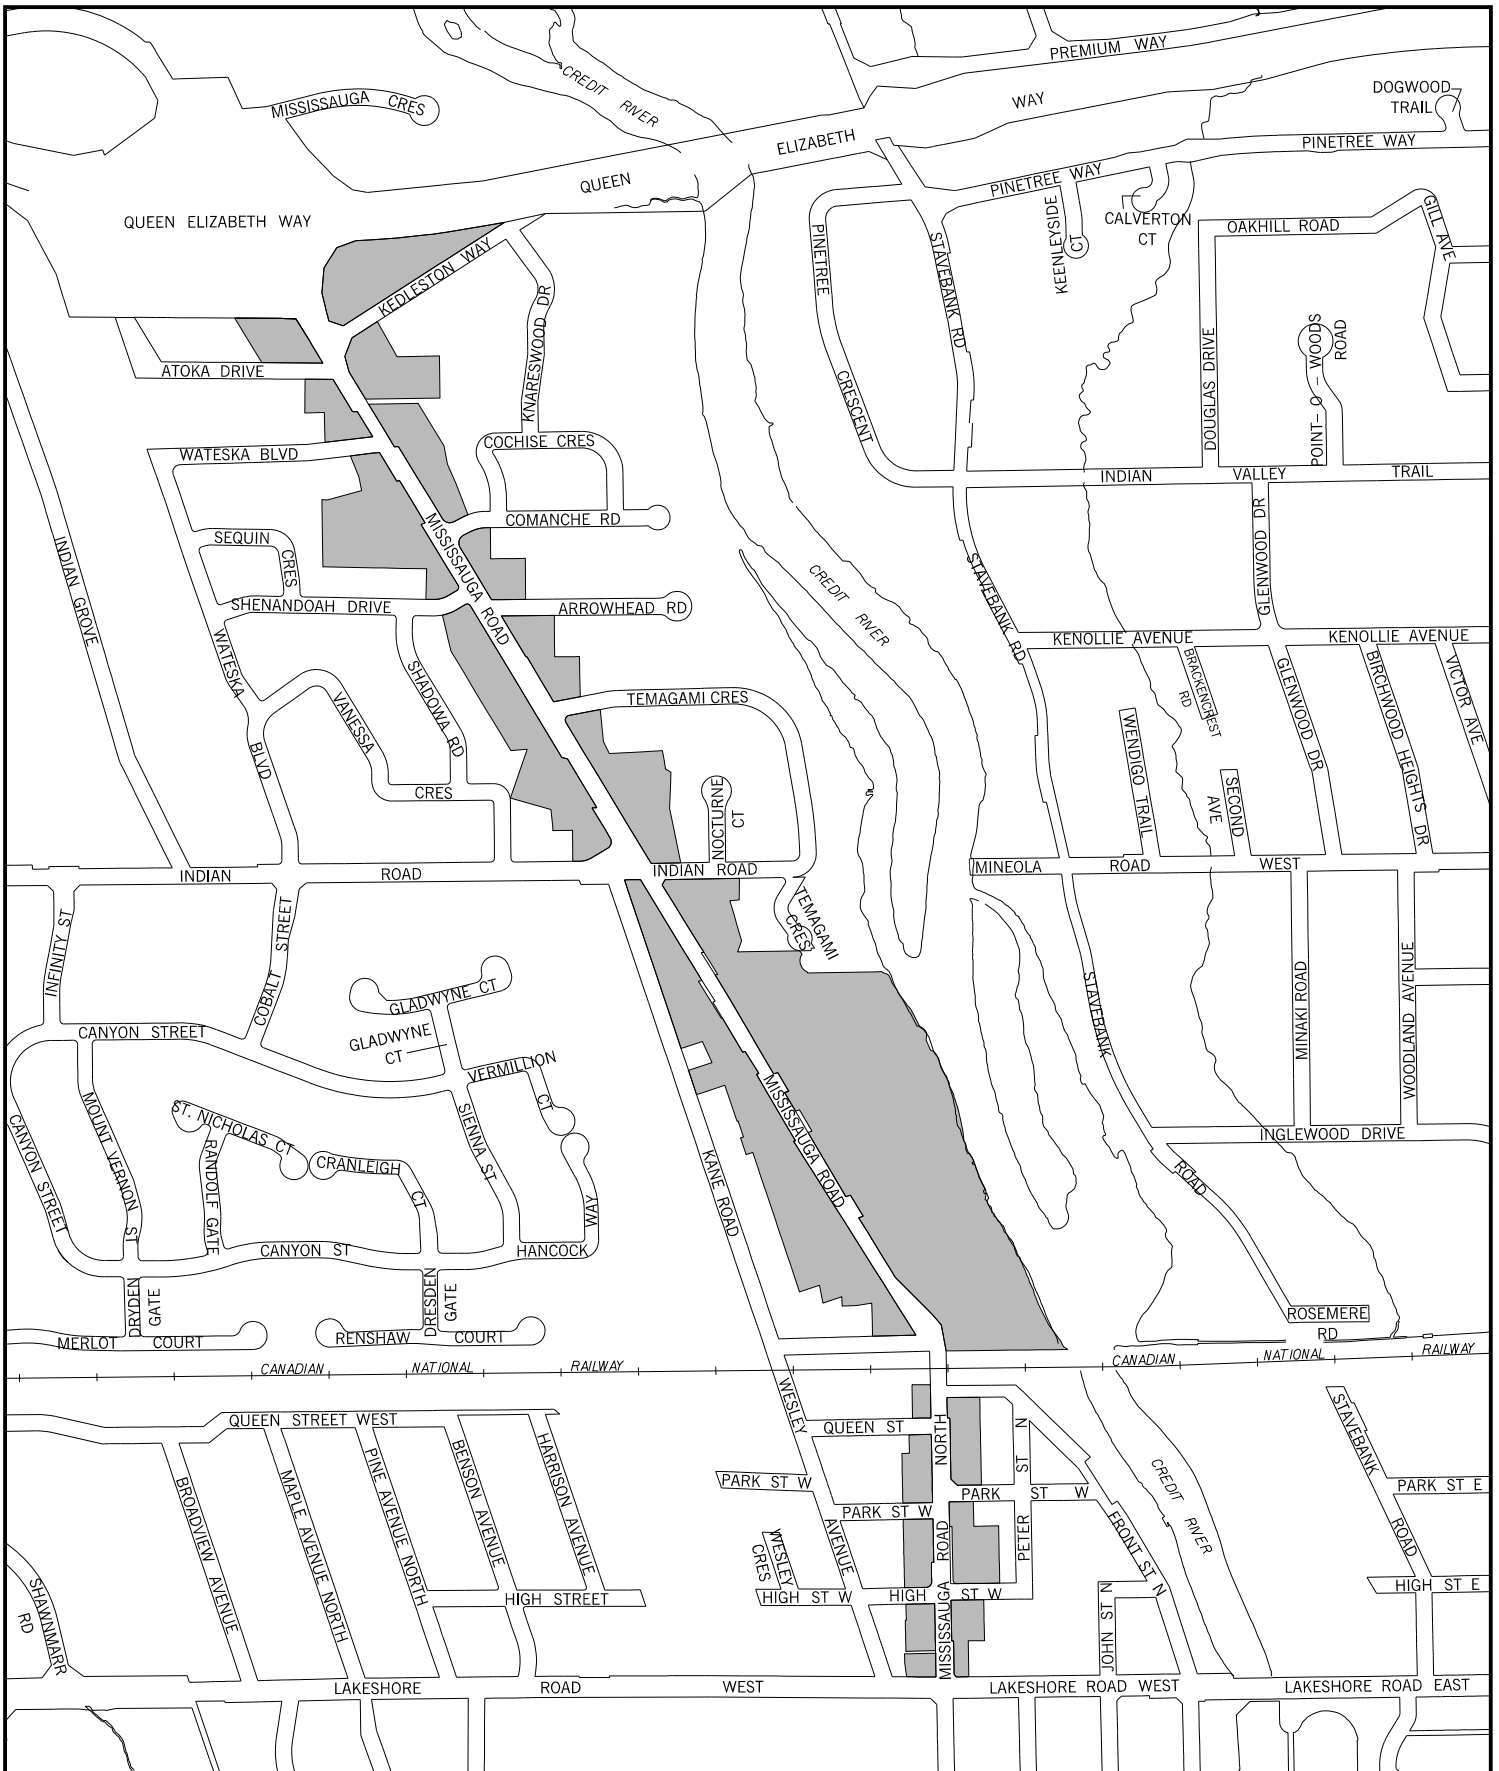 PREMIUM WAY
CREDIT RIVER
MISSISSAUGA CRES
DOGWOOD
TRAIL
WAY
ELIZABETH
QUEEN
PINETREE WAY
PINETREE WAY
QUEEN ELIZABETH WAY
KEENLEYSIDE
CT
CALVERTON
CT
OAKHILL ROAD
GILL AVE
PINETREE
CRESCENT
STAVEBANK RD
KEDLESTON WAY
KNARESWOOD DR
ATOKA DRIVE
DOUGLAS DRIVE
POINT-O-WOODS
ROAD
COCHISE CRES
WATESKA BLVD
INDIAN VALLEY TRAIL
COMANCHE RD
MISSISSAUGA ROAD
SEQUIN
CRES
INDIAN GROVE
GLENWOOD DR
CREDIT RIVER
STAVEBANK RD
SHENANDOAH DRIVE
ARROWHEAD RD
KENOLLIE AVENUE
KENOLLIE AVENUE
WATESKA
BLVD
VANESSA
CRES
SHADOWA RD
TEMAGAMI CRES
BRACKENCREST
RD
GLENWOOD DR
BIRCHWOOD HEIGHTS DR
VICTOR AVE
WENDIGO TRAIL
SECOND
AVE
NOCTURNE
CT
INDIAN ROAD
INDIAN ROAD
MINEOLA ROAD WEST
INFINITY ST
COBALT STREET
TEMAGAMI
CRES
GLADWYNE CT
GLADWYNE
CT
CANYON STREET
VERMILLION
CT
STAVEBANK
ROAD
MINAKI ROAD
WOODLAND AVENUE
CANYON STREET
MOUNT VERNON ST
ST. NICHOLAS CT
RANDOLF GATE
CRANLEIGH
CT
SIENNA ST
MISSISSAUGA ROAD
KANE ROAD
INGLEWOOD DRIVE
CANYON ST
HANCOCK
WAY
DRYDEN
GATE
DRESDEN
GATE
MERLOT COURT
RENSHAW COURT
ROSEMERE
RD
CANADIAN NATIONAL RAILWAY
CANADIAN NATIONAL RAILWAY
QUEEN STREET WEST
WESLEY
AVENUE
QUEEN ST
NORTH
ST N
PETER
STAVEBANK
ROAD
BROADVIEW AVENUE
MAPLE AVENUE NORTH
PINE AVENUE NORTH
BENSON AVENUE
HARRISON AVENUE
PARK ST W
PARK ST W
PARK ST W
PARK ST E
CREDIT RIVER
FRONT ST N
WESLEY
CRES
HIGH STREET
HIGH ST W
HIGH ST W
HIGH ST E
SHAWNMARR
RD
MISSISSAUGA ROAD
JOHN ST N
LAKESHORE ROAD WEST
LAKESHORE ROAD WEST
LAKESHORE ROAD EAST